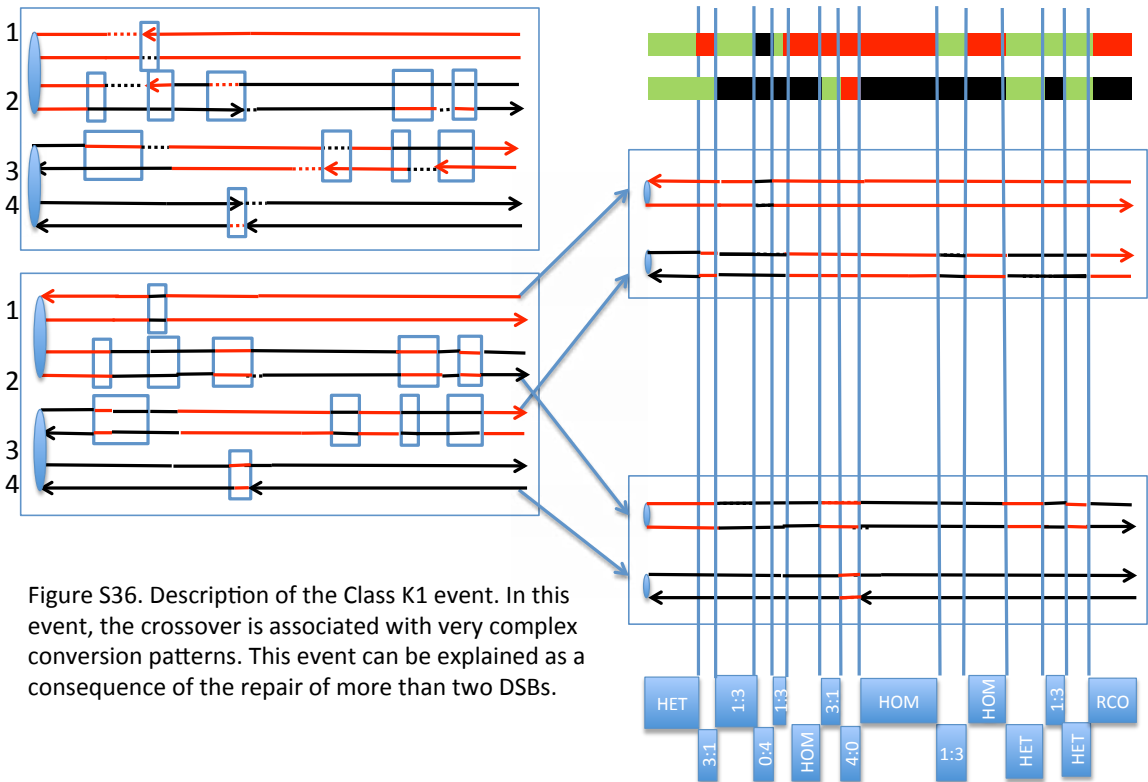 1
2
3
4
1
2
3
4
Figure S36. Description of the Class K1 event. In this
event, the crossover is associated with very complex
conversion patterns. This event can be explained as a
consequence of the repair of more than two DSBs.
HET
3:1
1:3
0:4
1:3
HOM
3:1
4:0
HOM
1:3
HOM
HET
1:3
HET
RCO